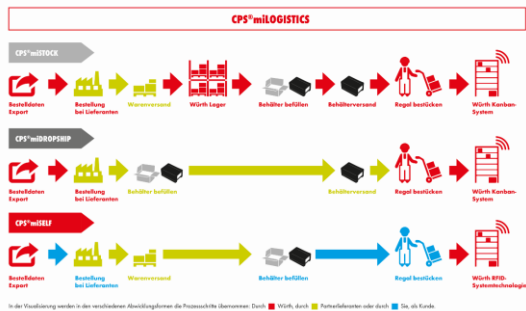 CPS®miLOGISTICS
CPS®miSTOCK
Bestelldaten Export
Bestellung bei Lieferanten
Warenversand
Würth Lager
Behälter befüllen
Behälterversand
Regal bestücken
Würth Kanban-System
CPS®miDROPSHIP
Bestelldaten Export
Bestellung bei Lieferanten
Behälter befüllen
Behälterversand
Regal bestücken
Würth Kanban-System
CPS®miSELF
Bestelldaten Export
Bestellung bei Lieferanten
Warenversand
Behälter befüllen
Regal bestücken
Würth RFID-Systemtechnologie
In der Visualisierung werden in den verschiedenen Abwicklungsformen die Prozessschritte übernommen: Durch Würth, durch Partnerlieferanten oder durch Sie, als Kunde.